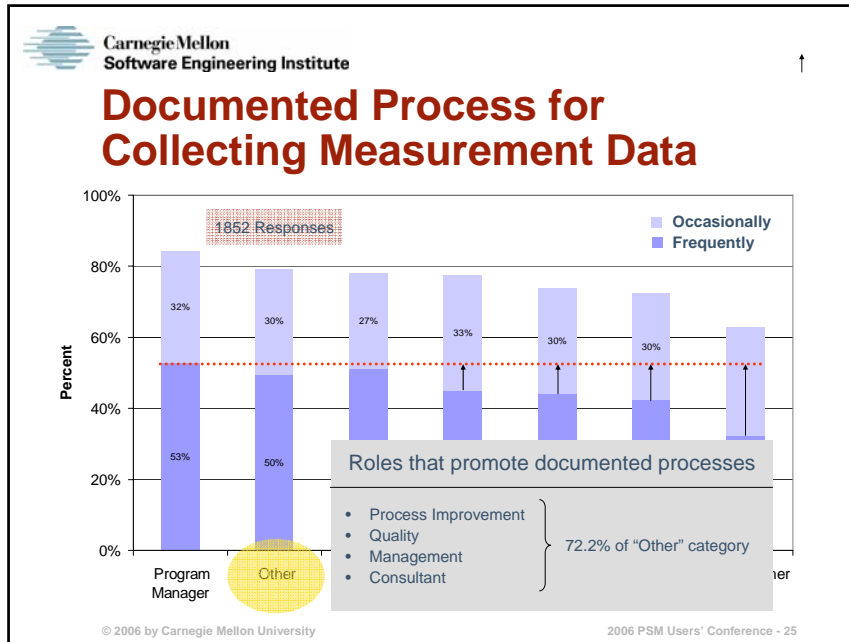 Carnegie Mellon
Software Engineering Institute
Documented Process for
Collecting Measurement Data
100%
80%
60%
40%
20%
0%
Percent
1852 Responses
Occasionally
Frequently
32%
30%
27%
33%
30%
30%
53%
50%
Roles that promote documented processes
• Process Improvement
• Quality
• Management
• Consultant
72.2% of "Other" category
Program
Manager
Other
© 2006 by Carnegie Mellon University
2006 PSM Users' Conference - 25